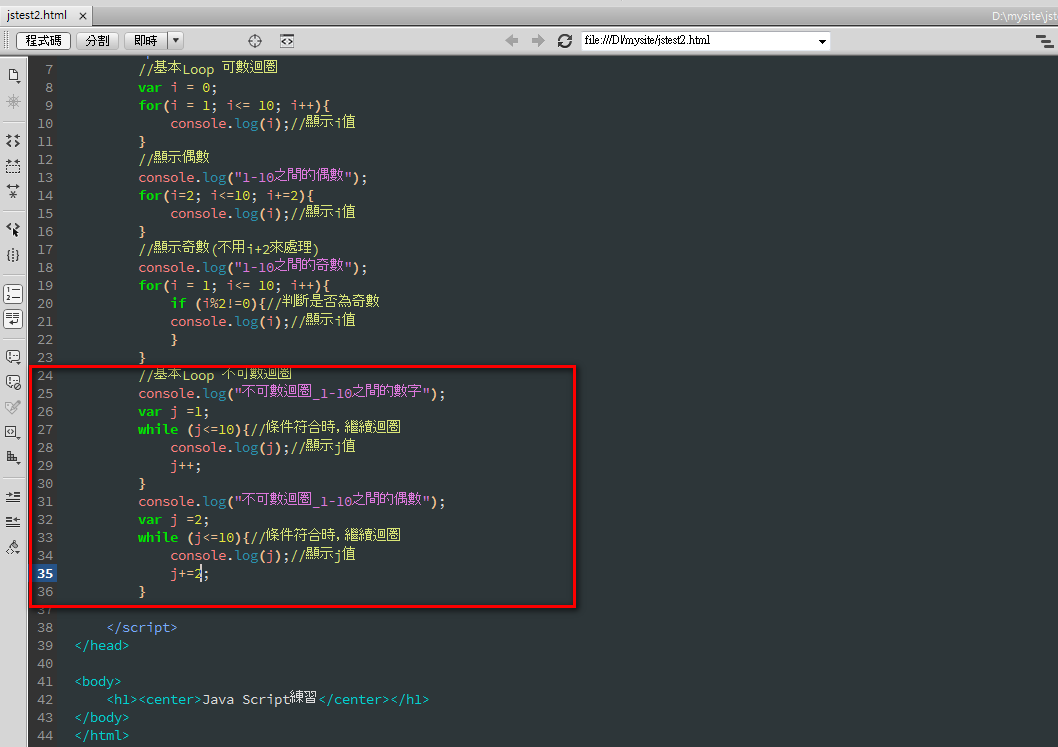 jstest2.html ×
D:\mysite\jst
程式碼 分割 即時
file:///D|/mysite/jstest2.html
7 //基本Loop 可數迴圈
8 var i = 0;
9 for(i = 1; i<= 10; i++){
10 console.log(i);//顯示i值
11 }
12 //顯示偶數
13 console.log("1-10之間的偶數");
14 for(i=2; i<=10; i+=2){
15 console.log(i);//顯示i值
16 }
17 //顯示奇數(不用i+2來處理)
18 console.log("1-10之間的奇數");
19 for(i = 1; i<= 10; i++){
20 if (i%2!=0){//判斷是否為奇數
21 console.log(i);//顯示i值
22 }
23 }
24 //基本Loop 不可數迴圈
25 console.log("不可數迴圈_1-10之間的數字");
26 var j =1;
27 while (j<=10){//條件符合時，繼續迴圈
28 console.log(j);//顯示j值
29 j++;
30 }
31 console.log("不可數迴圈_1-10之間的偶數");
32 var j =2;
33 while (j<=10){//條件符合時，繼續迴圈
34 console.log(j);//顯示j值
35 j+=2;
36 }
37
38 </script>
39 </head>
40
41 <body>
42 <h1><center>Java Script練習</center></h1>
43 </body>
44 </html>